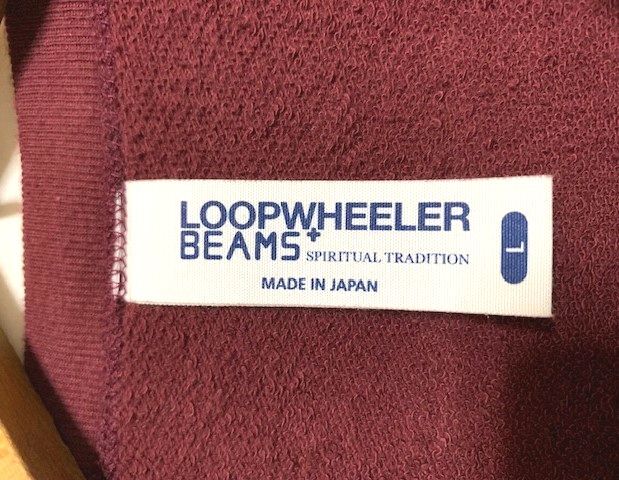 LOOPWHEELER
BEAMS+ SPIRITUAL TRADITION
MADE IN JAPAN
L